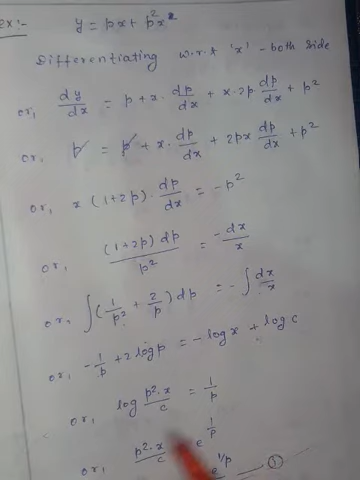 Ex:- y = px + p²x
Differentiating w.r.t 'x' - both side
or, dy/dx = p + x · dp/dx + x · 2p · dp/dx + p²
or, p = p + x · dp/dx + 2px dp/dx + p²
or, x (1+2p) · dp/dx = -p²
or, (1+2p) dp / p² = -dx/x
or, ∫(1/p² + 2/p) dp = - ∫ dx/x
or, -1/p + 2 log p = - log x + log c
or, log p²·x/c = 1/p
or, p²·x/c e^1/p
e^1/p